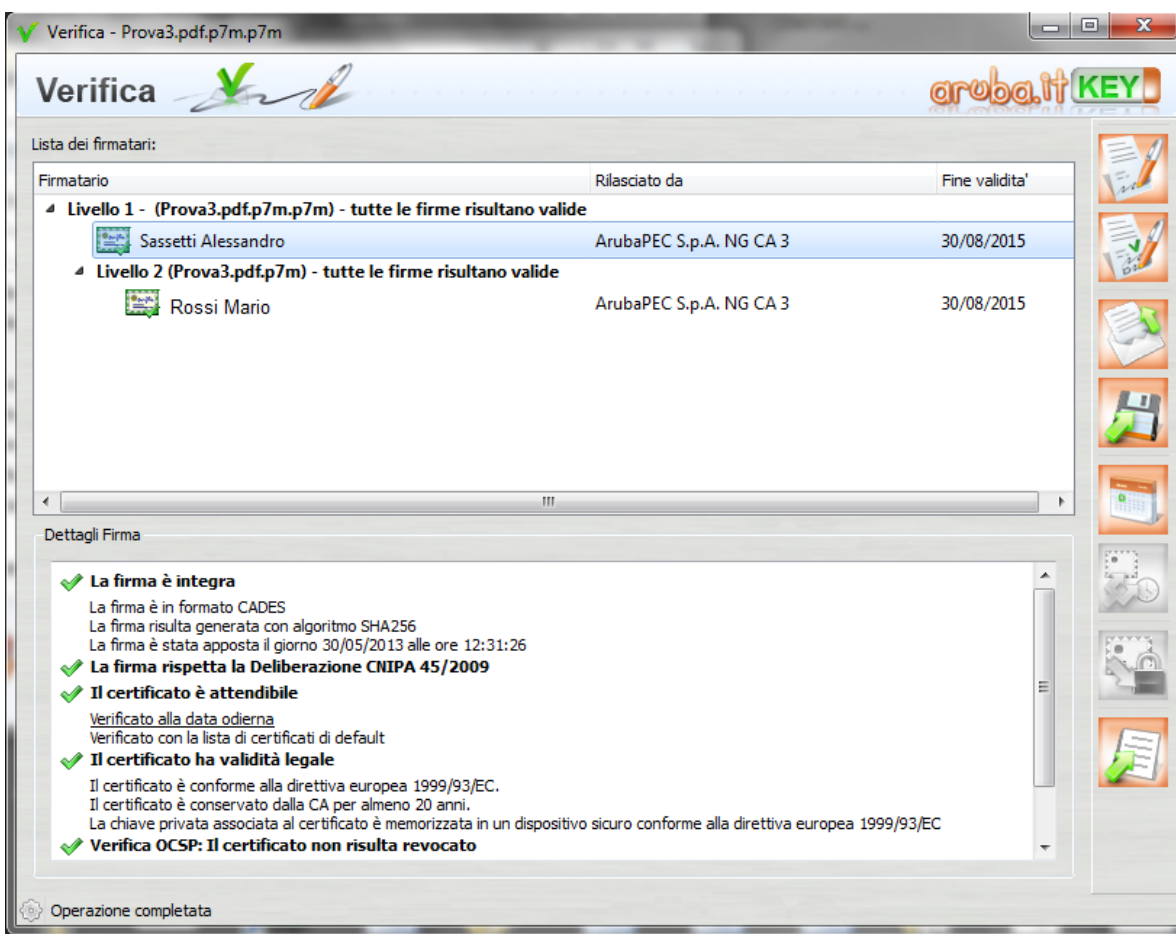 Verifica - Prova3.pdf.p7m.p7m
Verifica
aruba.it KEY
Lista dei firmatari:
Firmatario Rilasciato da Fine validita'
Livello 1 - (Prova3.pdf.p7m.p7m) - tutte le firme risultano valide
Sassetti Alessandro ArubaPEC S.p.A. NG CA 3 30/08/2015
Livello 2 (Prova3.pdf.p7m) - tutte le firme risultano valide
Rossi Mario ArubaPEC S.p.A. NG CA 3 30/08/2015
Dettagli Firma
La firma è integra
La firma è in formato CADES
La firma risulta generata con algoritmo SHA256
La firma è stata apposta il giorno 30/05/2013 alle ore 12:31:26
La firma rispetta la Deliberazione CNIPA 45/2009
Il certificato è attendibile
Verificato alla data odierna
Verificato con la lista di certificati di default
Il certificato ha validità legale
Il certificato è conforme alla direttiva europea 1999/93/EC.
Il certificato è conservato dalla CA per almeno 20 anni.
La chiave privata associata al certificato è memorizzata in un dispositivo sicuro conforme alla direttiva europea 1999/93/EC
Verifica OCSP: Il certificato non risulta revocato
Operazione completata